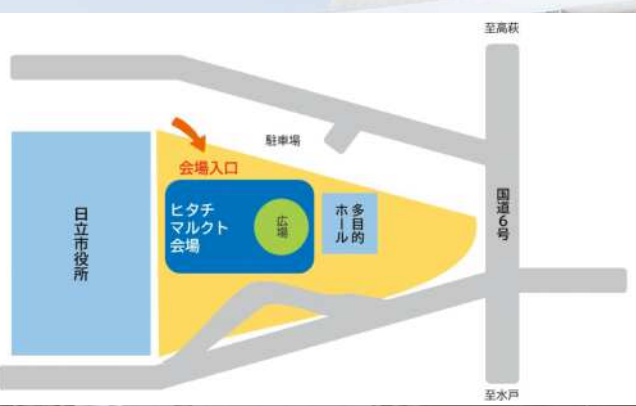 至高萩
駐車場
会場入口
ヒタチ
マルクト
会場
広場
多目的
ホール
国道6号
日立市役所
至水戸